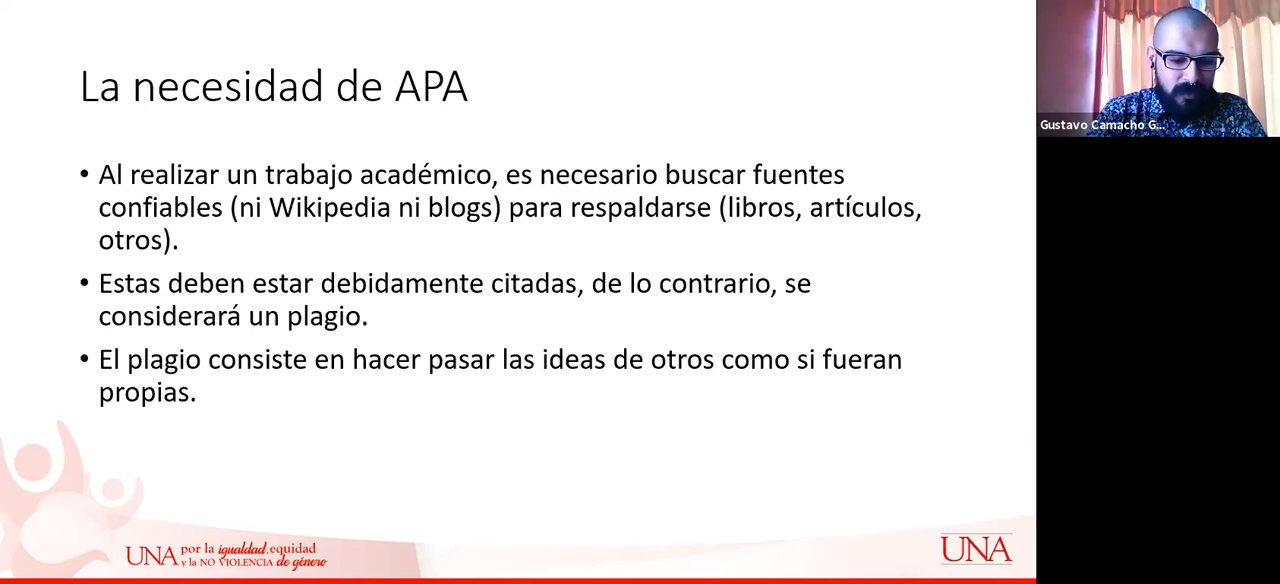 La necesidad de APA
• Al realizar un trabajo académico, es necesario buscar fuentes
confiables (ni Wikipedia ni blogs) para respaldarse (libros, artículos,
otros).
• Estas deben estar debidamente citadas, de lo contrario, se
considerará un plagio.
• El plagio consiste en hacer pasar las ideas de otros como si fueran
propias.
Gustavo Camacho G...
UNA por la igualdad, equidad
y la NO VIOLENCIA de género
UNA